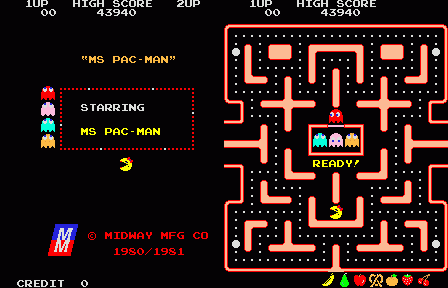 1UP HIGH SCORE 2UP
00 43940
"MS PAC-MAN"
STARRING
MS PAC-MAN
MM
© MIDWAY MFG CO
1980/1981
CREDIT 0
1UP HIGH SCORE
00 43940
READY!